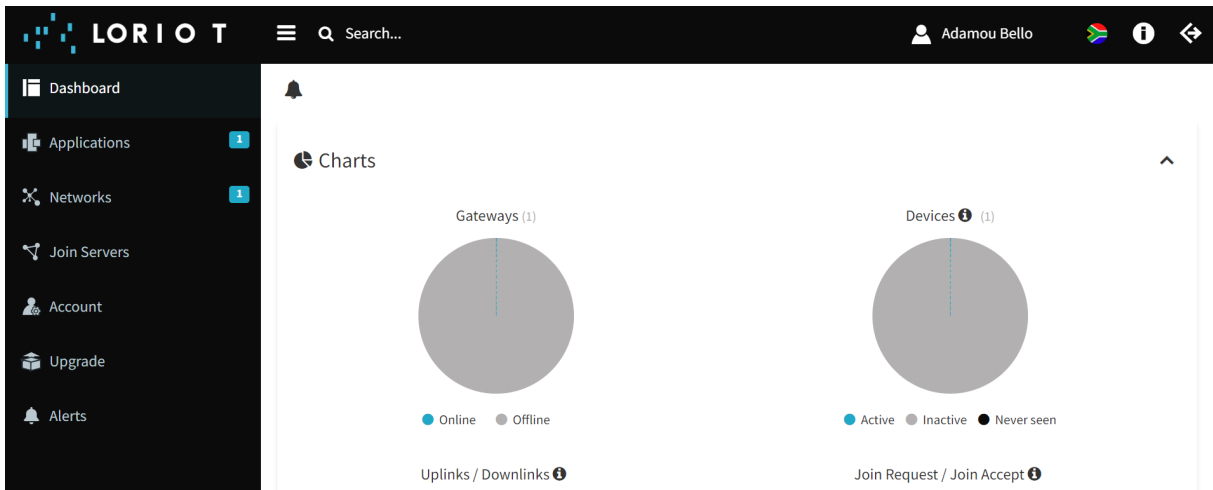 LORIOT
Search...
Adamou Bello
Dashboard
Applications 1
Networks 1
Join Servers
Account
Upgrade
Alerts
Charts
Gateways (1)
Online Offline
Devices (1)
Active Inactive Never seen
Uplinks / Downlinks
Join Request / Join Accept